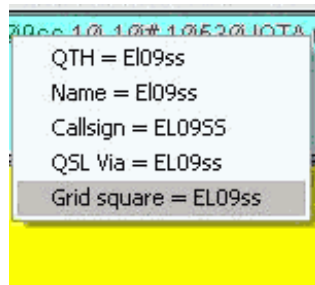 QTH = El09ss
Name = El09ss
Callsign = EL09SS
QSL Via = EL09ss
Grid square = EL09ss